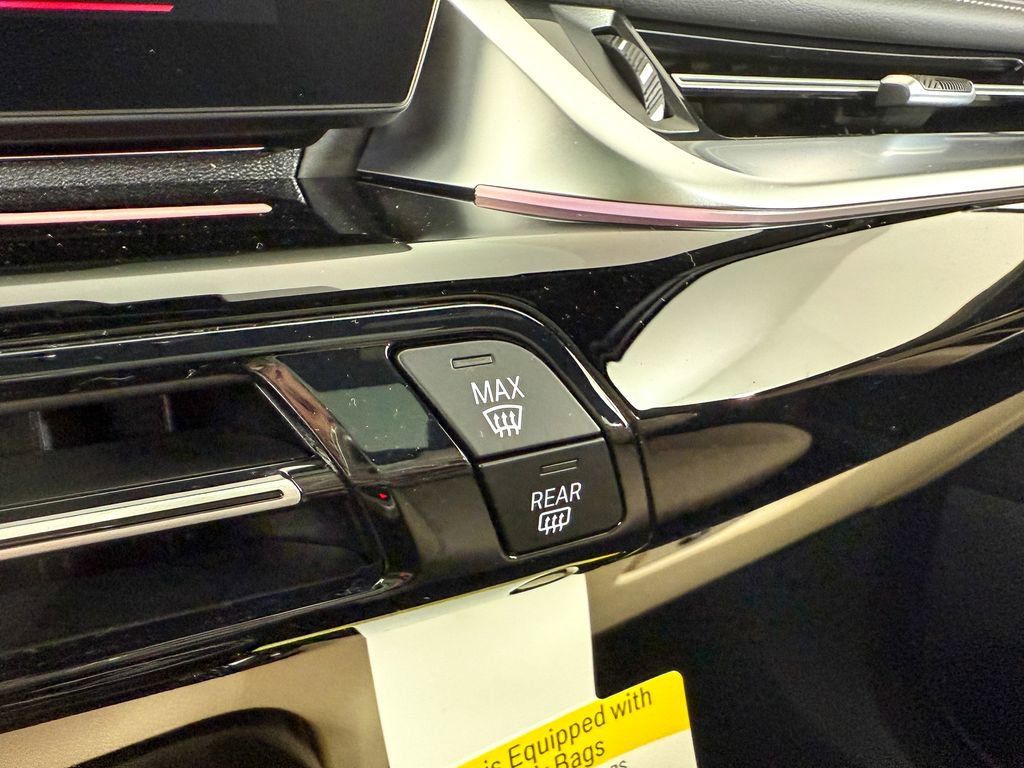 MAX
REAR
is Equipped with
Bags